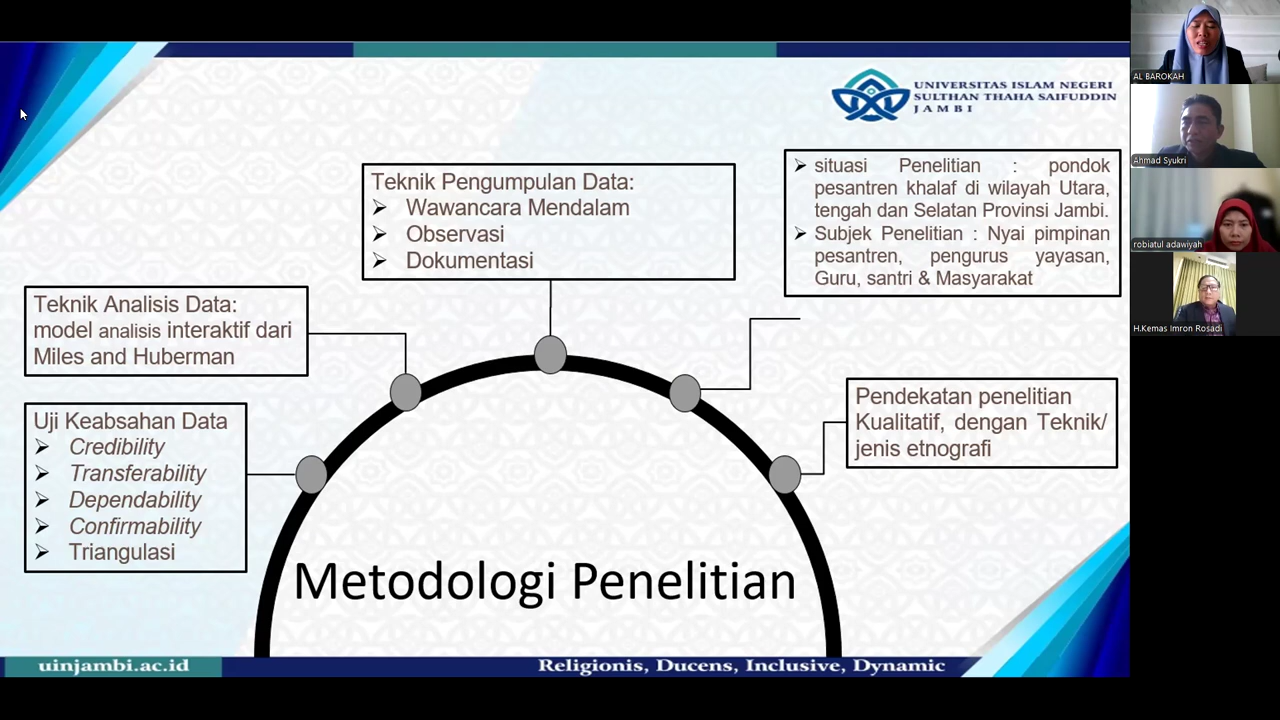 UNIVERSITAS ISLAM NEGERI
SULTHAN THAHA SAIFUDDIN
JAMBI
Teknik Pengumpulan Data:
➢ Wawancara Mendalam
➢ Observasi
➢ Dokumentasi
➢ situasi Penelitian : pondok
pesantren khalaf di wilayah Utara,
tengah dan Selatan Provinsi Jambi.
➢ Subjek Penelitian : Nyai pimpinan
pesantren, pengurus yayasan,
Guru, santri & Masyarakat
Teknik Analisis Data:
model analisis interaktif dari
Miles and Huberman
Pendekatan penelitian
Kualitatif, dengan Teknik/
jenis etnografi
Uji Keabsahan Data
➢ Credibility
➢ Transferability
➢ Dependability
➢ Confirmability
➢ Triangulasi
Metodologi Penelitian
uinjambi.ac.id
Religionis, Ducens, Inclusive, Dynamic
AL BAROKAH
Ahmad Syukri
robiatul adawiyah
H.Kemas Imron Rosadi